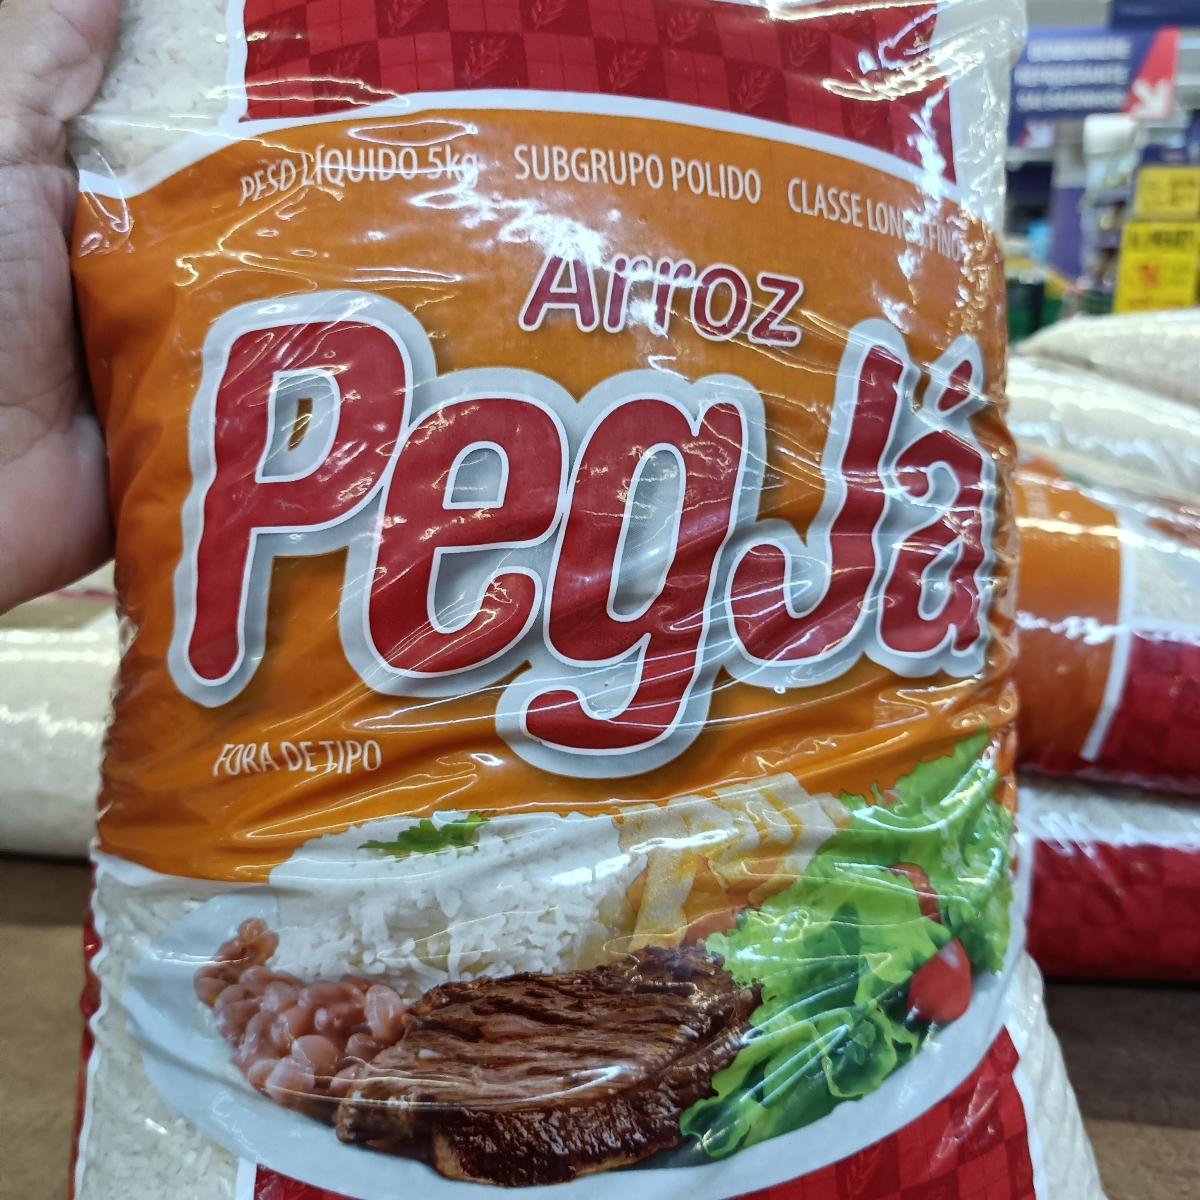 PESO LÍQUIDO 5kg SUBGRUPO POLIDO CLASSE LONGO FINO
Arroz
PegJá
FORA DE TIPO